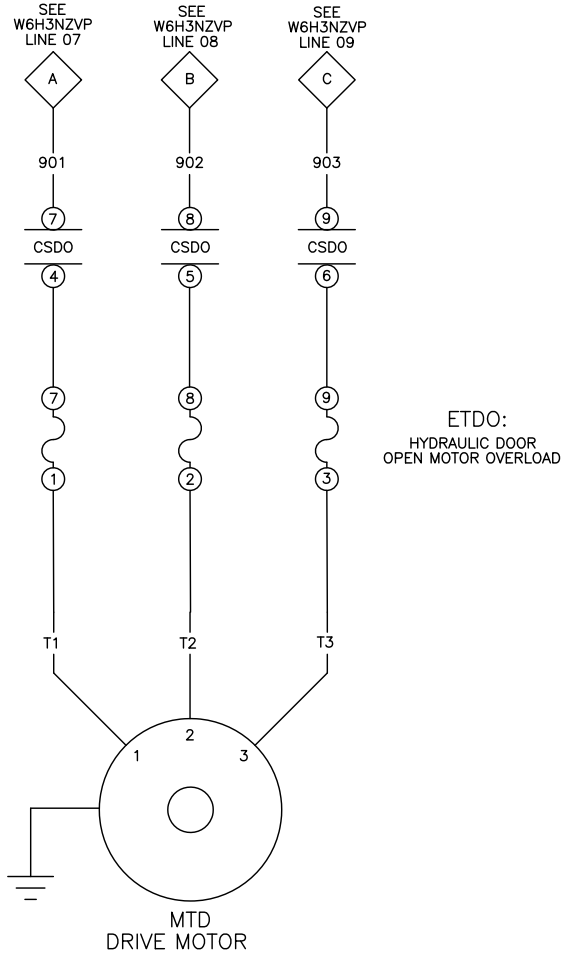 SEE
W6H3NZVP
LINE 07
SEE
W6H3NZVP
LINE 08
SEE
W6H3NZVP
LINE 09
A
B
C
901
902
903
7
8
9
CSDO
CSDO
CSDO
4
5
6
7
8
9
ETDO:
HYDRAULIC DOOR
OPEN MOTOR OVERLOAD
1
2
3
T1
T2
T3
1
2
3
MTD
DRIVE MOTOR